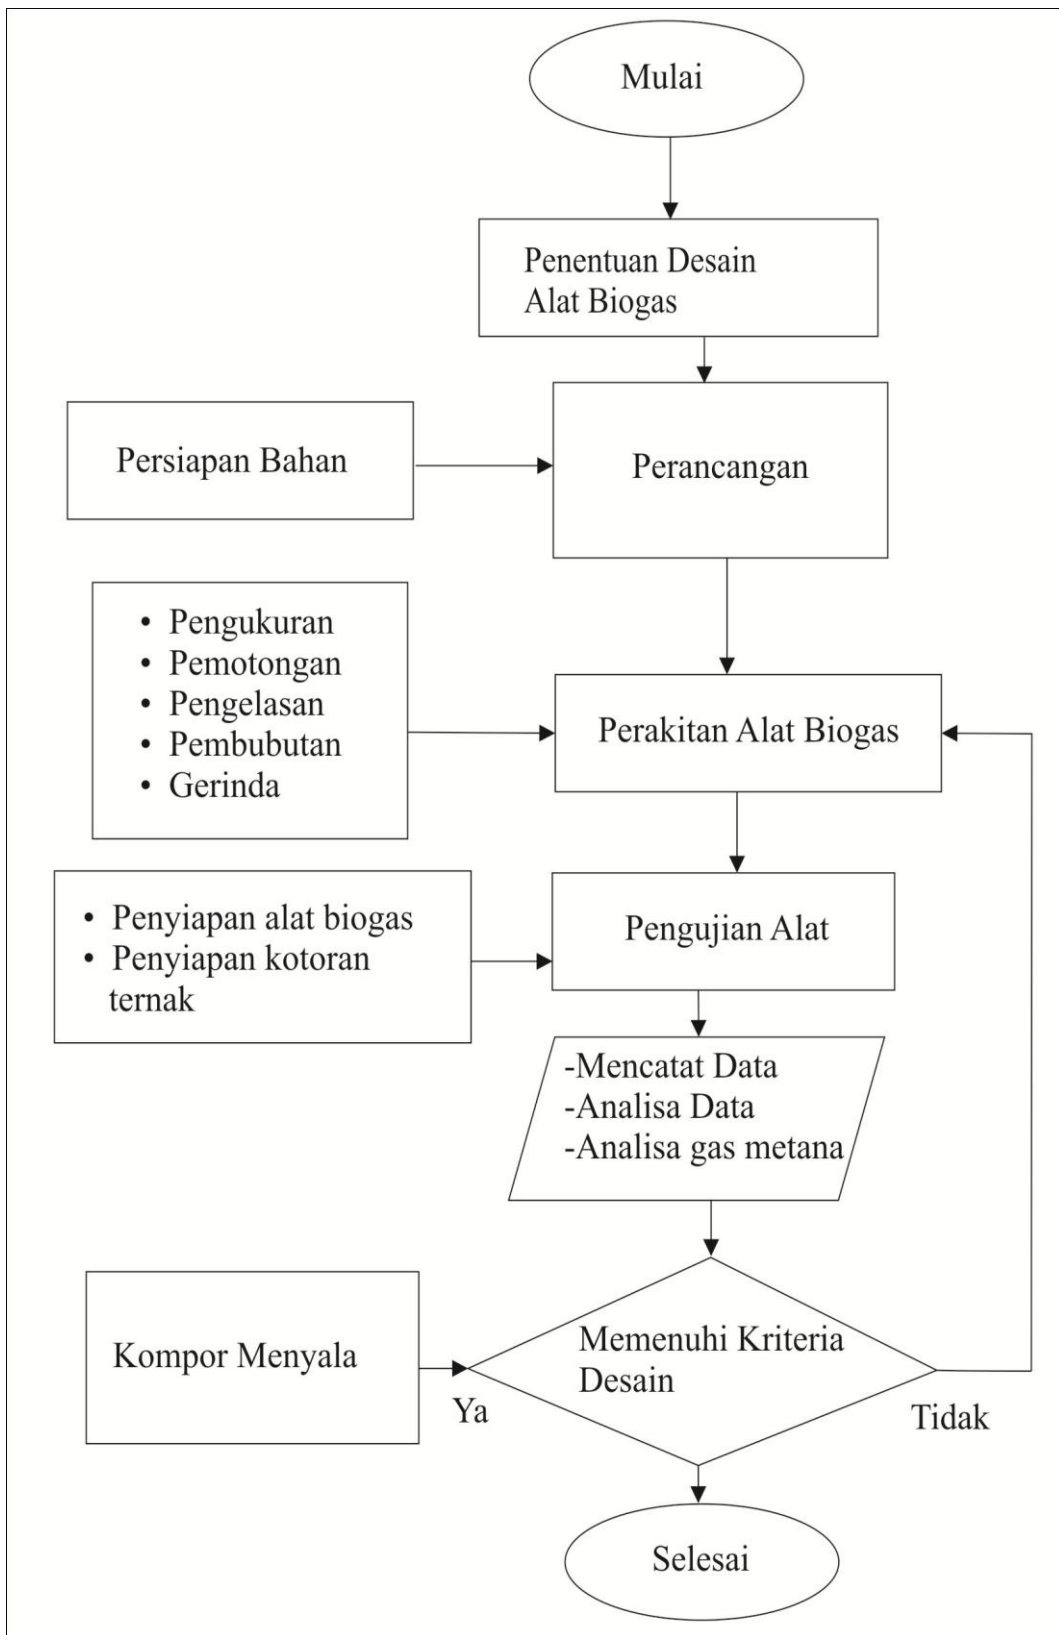 Mulai
Penentuan Desain
Alat Biogas
Persiapan Bahan
Perancangan
• Pengukuran
• Pemotongan
• Pengelasan
• Pembubutan
• Gerinda
Perakitan Alat Biogas
• Penyiapan alat biogas
• Penyiapan kotoran
ternak
Pengujian Alat
-Mencatat Data
-Analisa Data
-Analisa gas metana
Kompor Menyala
Ya
Memenuhi Kriteria
Desain
Tidak
Selesai